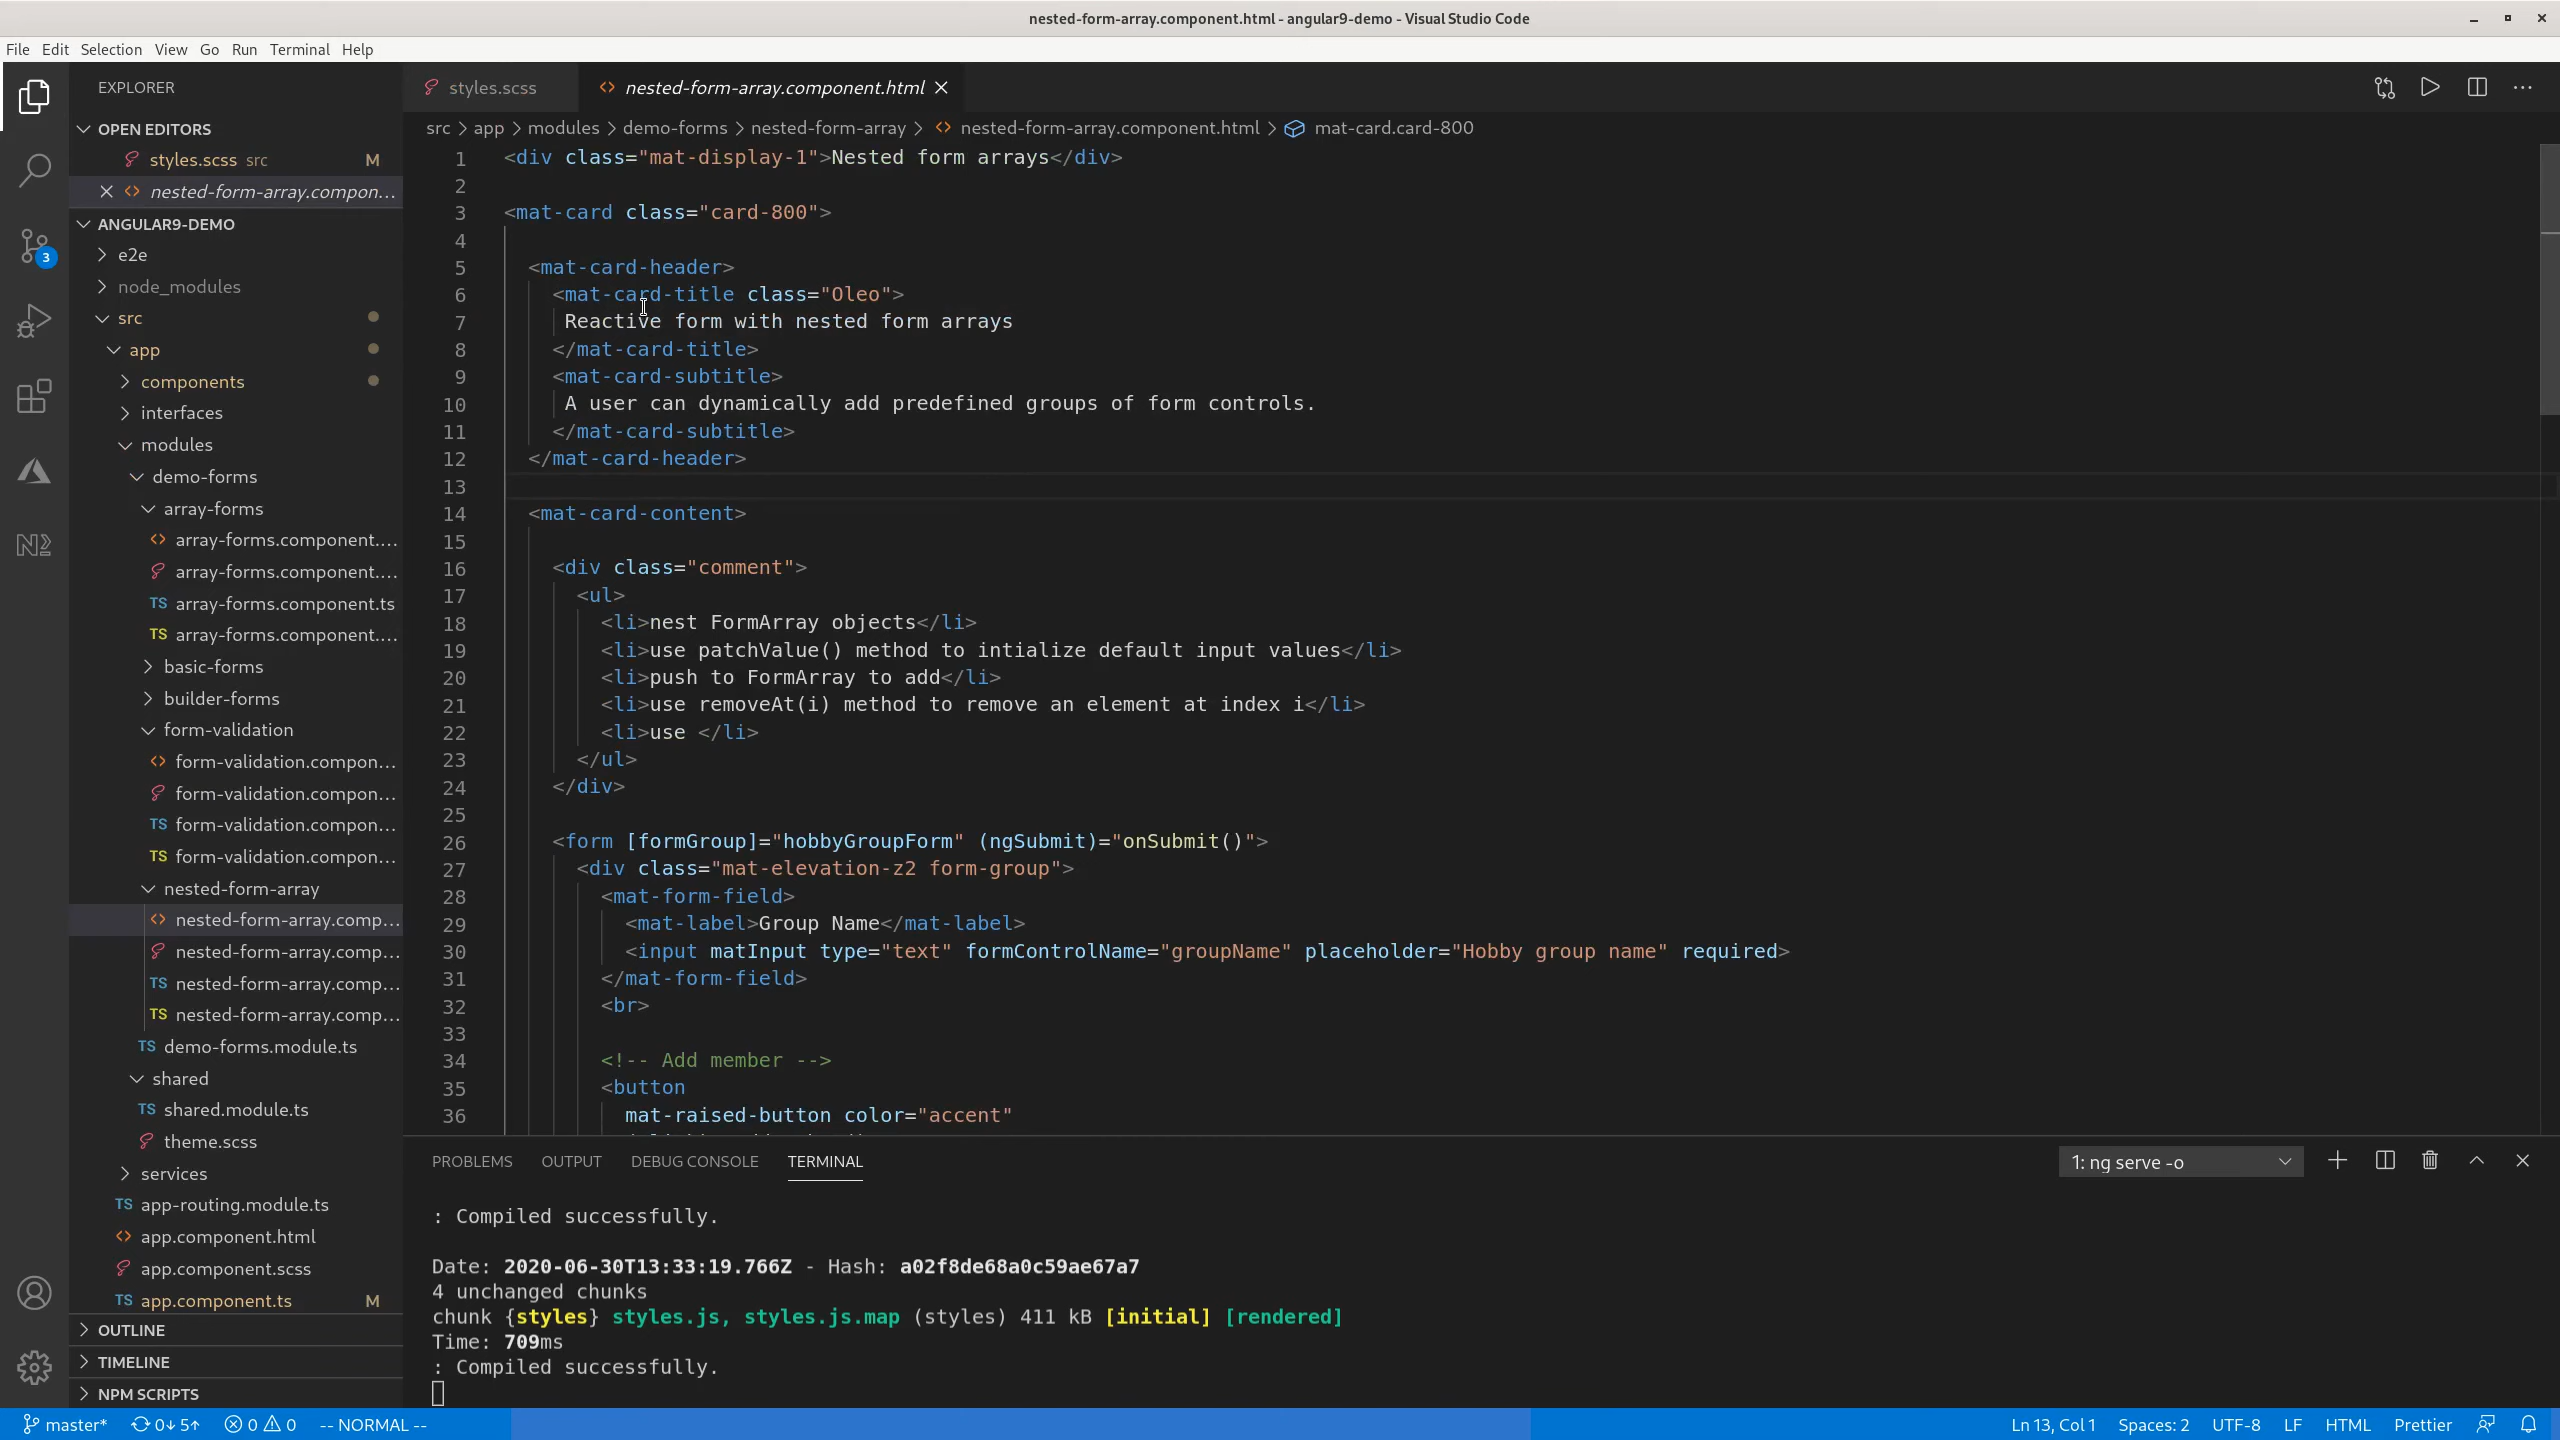 nested-form-array.component.html - angular9-demo - Visual Studio Code
File Edit Selection View Go Run Terminal Help
EXPLORER
OPEN EDITORS
styles.scss src M
nested-form-array.compon...
ANGULAR9-DEMO
e2e
node_modules
src
app
components
interfaces
modules
demo-forms
array-forms
array-forms.component....
array-forms.component....
TS array-forms.component.ts
TS array-forms.component....
basic-forms
builder-forms
form-validation
form-validation.compon...
form-validation.compon...
TS form-validation.compon...
TS form-validation.compon...
nested-form-array
nested-form-array.comp...
nested-form-array.comp...
TS nested-form-array.comp...
TS nested-form-array.comp...
TS demo-forms.module.ts
shared
TS shared.module.ts
theme.scss
services
TS app-routing.module.ts
app.component.html
app.component.scss
TS app.component.ts M
OUTLINE
TIMELINE
NPM SCRIPTS
3
styles.scss nested-form-array.component.html
src > app > modules > demo-forms > nested-form-array > nested-form-array.component.html > mat-card.card-800
1 <div class="mat-display-1">Nested form arrays</div>
2
3 <mat-card class="card-800">
4
5 <mat-card-header>
6 <mat-card-title class="Oleo">
7 Reactive form with nested form arrays
8 </mat-card-title>
9 <mat-card-subtitle>
10 A user can dynamically add predefined groups of form controls.
11 </mat-card-subtitle>
12 </mat-card-header>
13
14 <mat-card-content>
15
16 <div class="comment">
17 <ul>
18 <li>nest FormArray objects</li>
19 <li>use patchValue() method to intialize default input values</li>
20 <li>push to FormArray to add</li>
21 <li>use removeAt(i) method to remove an element at index i</li>
22 <li>use </li>
23 </ul>
24 </div>
25
26 <form [formGroup]="hobbyGroupForm" (ngSubmit)="onSubmit()">
27 <div class="mat-elevation-z2 form-group">
28 <mat-form-field>
29 <mat-label>Group Name</mat-label>
30 <input matInput type="text" formControlName="groupName" placeholder="Hobby group name" required>
31 </mat-form-field>
32 <br>
33
34 <!-- Add member -->
35 <button
36 mat-raised-button color="accent"
PROBLEMS OUTPUT DEBUG CONSOLE TERMINAL 1: ng serve -o
: Compiled successfully.
Date: 2020-06-30T13:33:19.766Z - Hash: a02f8de68a0c59ae67a7
4 unchanged chunks
chunk {styles} styles.js, styles.js.map (styles) 411 kB [initial] [rendered]
Time: 709ms
: Compiled successfully.
master* 0↓ 5↑ 0 0 -- NORMAL -- Ln 13, Col 1 Spaces: 2 UTF-8 LF HTML Prettier